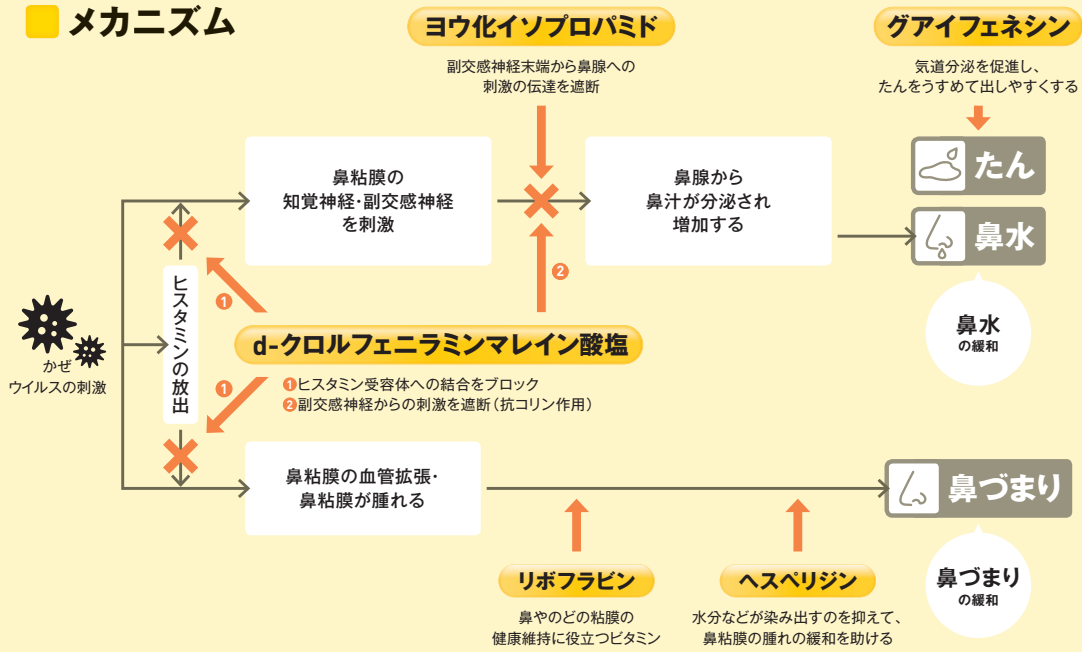 メカニズム
ヨウ化イソプロパミド
副交感神経末端から鼻腺への
刺激の伝達を遮断
グアイフェネシン
気道分泌を促進し、
たんをうすめて出しやすくする
鼻粘膜の
知覚神経・副交感神経
を刺激
鼻腺から
鼻汁が分泌され
増加する
たん
鼻水
鼻水
の緩和
かぜ
ウイルスの刺激
ヒスタミンの放出
❶
❷
d-クロルフェニラミンマレイン酸塩
❶
❶ヒスタミン受容体への結合をブロック
❷副交感神経からの刺激を遮断（抗コリン作用）
鼻粘膜の血管拡張・
鼻粘膜が腫れる
鼻づまり
鼻づまり
の緩和
リボフラビン
鼻やのどの粘膜の
健康維持に役立つビタミン
ヘスペリジン
水分などが染み出すのを抑えて、
鼻粘膜の腫れの緩和を助ける